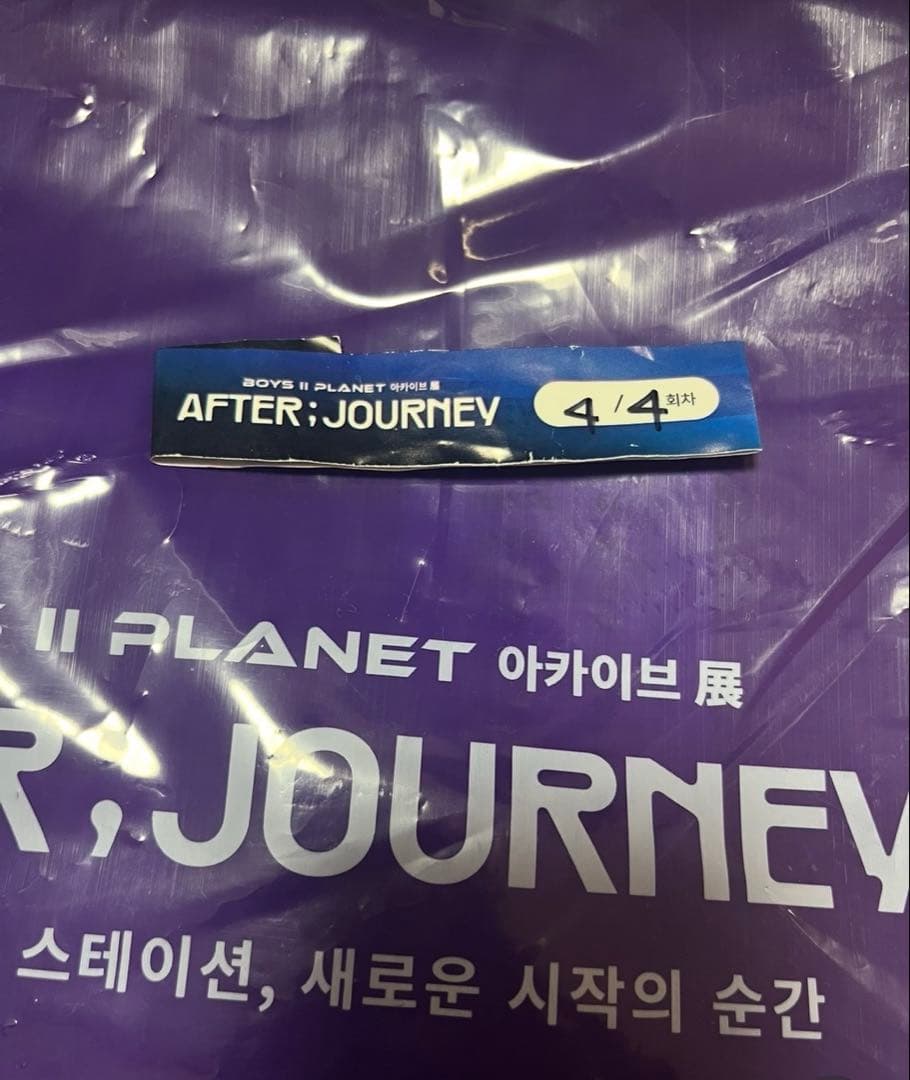 BOYS II PLANET 아카이브 展
AFTER;JOURNEY
4/4회차
II PLANET 아카이브 展
R;JOURNEY
스테이션, 새로운 시작의 순간